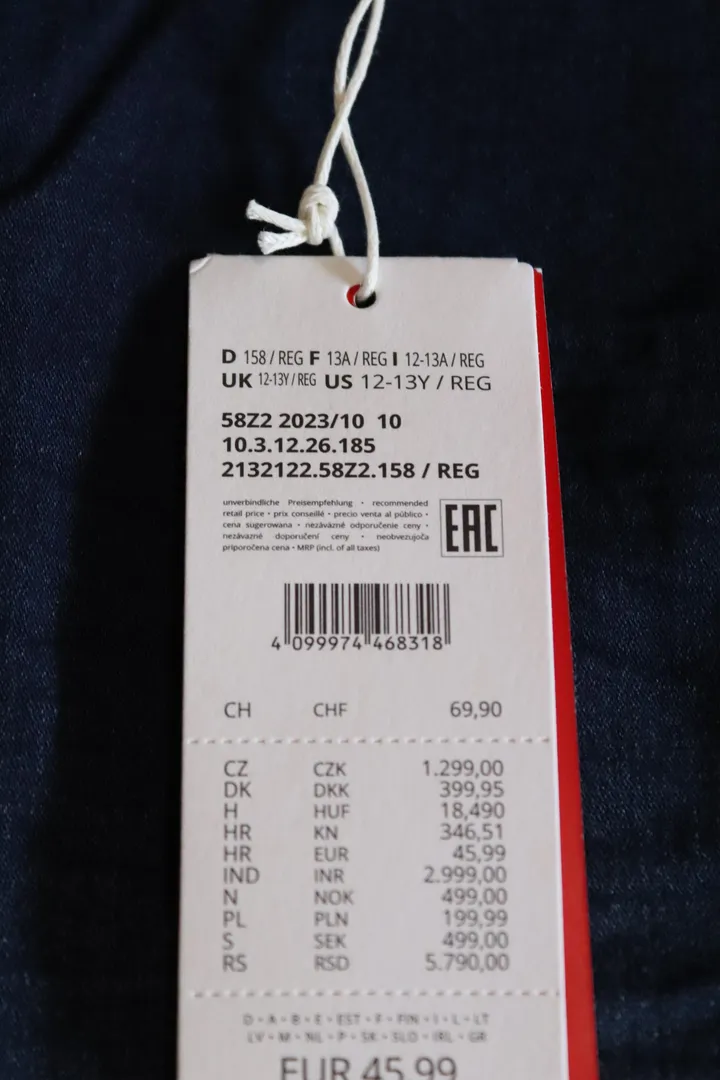 D 158 / REG F 13A / REG I 12-13A / REG
UK 12-13Y / REG US 12-13Y / REG
58Z2 2023/10 10
10.3.12.26.185
2132122.58Z2.158 / REG
unverbindliche Preisempfehlung • recommended
retail price • prix conseillé • precio venta al público •
cena sugerowana • nezávázné odporučenie ceny •
nezávazné doporučení ceny • neobvezujoča
priporočena cena • MRP (incl. of all taxes)
EAC
4 099974 468318
CH CHF 69,90
CZ CZK 1.299,00
DK DKK 399,95
H HUF 18,490
HR KN 346,51
HR EUR 45,99
IND INR 2.999,00
N NOK 499,00
PL PLN 199,99
S SEK 499,00
RS RSD 5.790,00
D • A • B • E • EST • F • FIN • I • L • LT
LV • M • NL • P • SK • SLO • IRL • GR
EUR 45,99